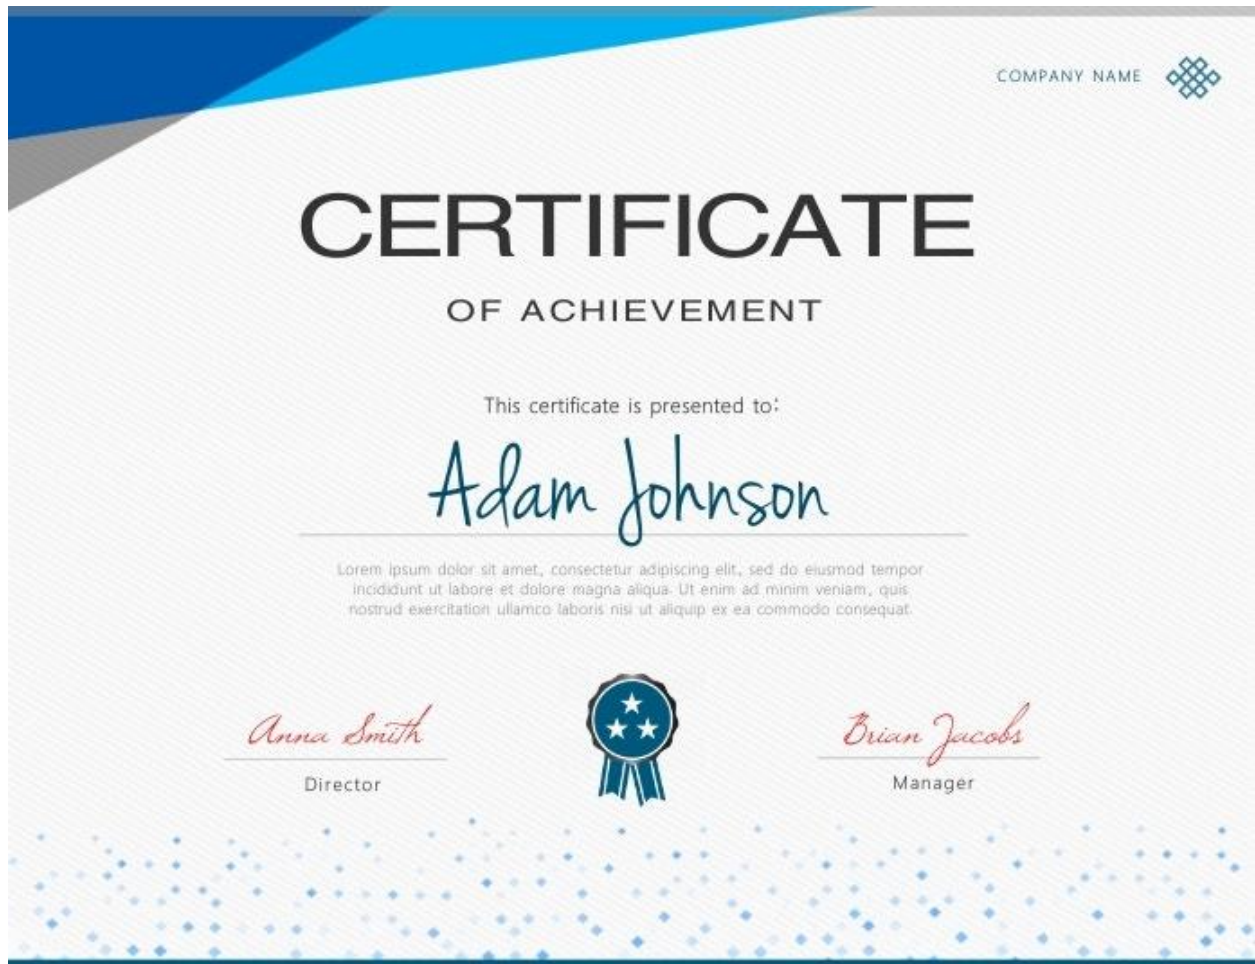 COMPANY NAME
CERTIFICATE
OF ACHIEVEMENT
This certificate is presented to:
Adam Johnson
Lorem ipsum dolor sit amet, consectetur adipiscing elit, sed do eiusmod tempor
incididunt ut labore et dolore magna aliqua. Ut enim ad minim veniam, quis
nostrud exercitation ullamco laboris nisi ut aliquip ex ea commodo consequat.
Anna Smith
Director
Brian Jacobs
Manager